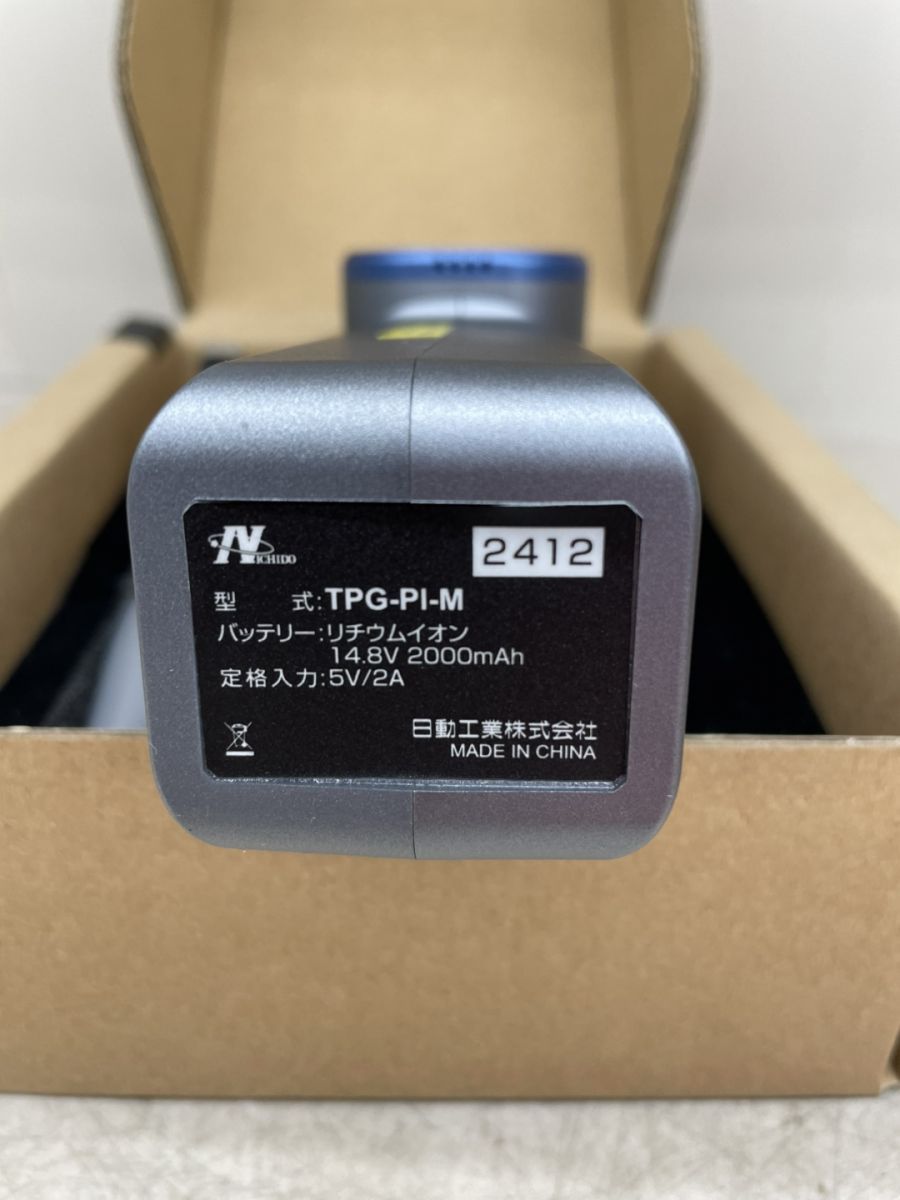 NICHIDO
2412
型 式:TPG-PI-M
バッテリー:リチウムイオン
14.8V 2000mAh
定格入力:5V/2A
日動工業株式会社
MADE IN CHINA